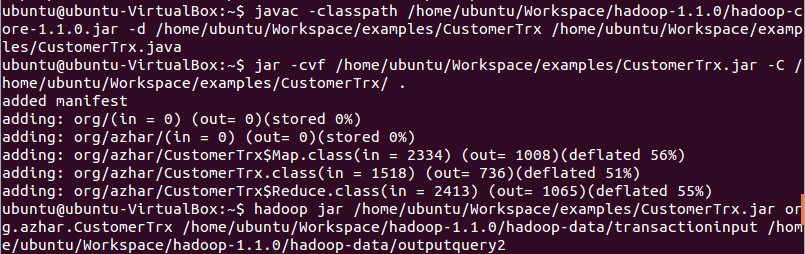 ubuntu@ubuntu-VirtualBox:~$ javac -classpath /home/ubuntu/Workspace/hadoop-1.1.0/hadoop-c
ore-1.1.0.jar -d /home/ubuntu/Workspace/examples/CustomerTrx /home/ubuntu/Workspace/examp
les/CustomerTrx.java
ubuntu@ubuntu-VirtualBox:~$ jar -cvf /home/ubuntu/Workspace/examples/CustomerTrx.jar -C /
home/ubuntu/Workspace/examples/CustomerTrx/ .
added manifest
adding: org/(in = 0) (out= 0)(stored 0%)
adding: org/azhar/(in = 0) (out= 0)(stored 0%)
adding: org/azhar/CustomerTrx$Map.class(in = 2334) (out= 1008)(deflated 56%)
adding: org/azhar/CustomerTrx.class(in = 1518) (out= 736)(deflated 51%)
adding: org/azhar/CustomerTrx$Reduce.class(in = 2413) (out= 1065)(deflated 55%)
ubuntu@ubuntu-VirtualBox:~$ hadoop jar /home/ubuntu/Workspace/examples/CustomerTrx.jar or
g.azhar.CustomerTrx /home/ubuntu/Workspace/hadoop-1.1.0/hadoop-data/transactioninput /hom
e/ubuntu/Workspace/hadoop-1.1.0/hadoop-data/outputquery2